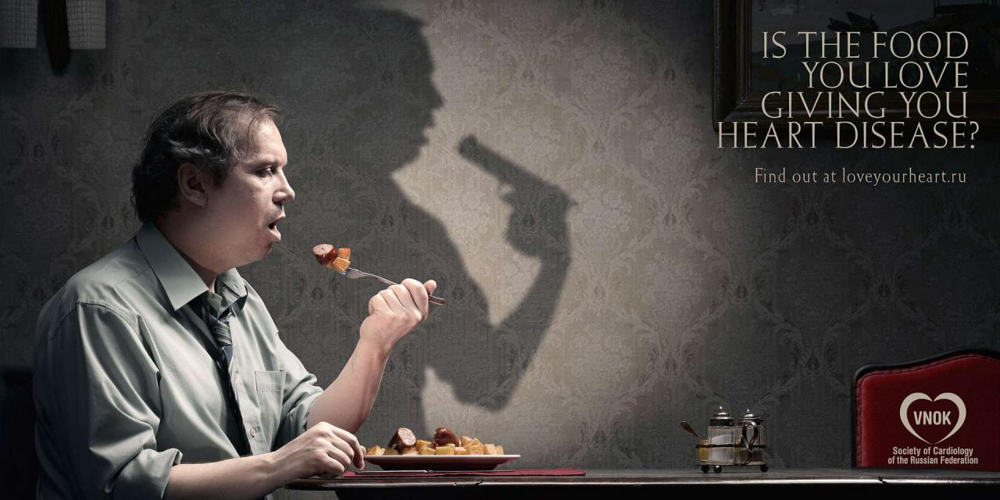 IS THE FOOD
YOU LOVE
GIVING YOU
HEART DISEASE?
Find out at loveyourheart.ru
VNOK
Society of Cardiology
of the Russian Federation